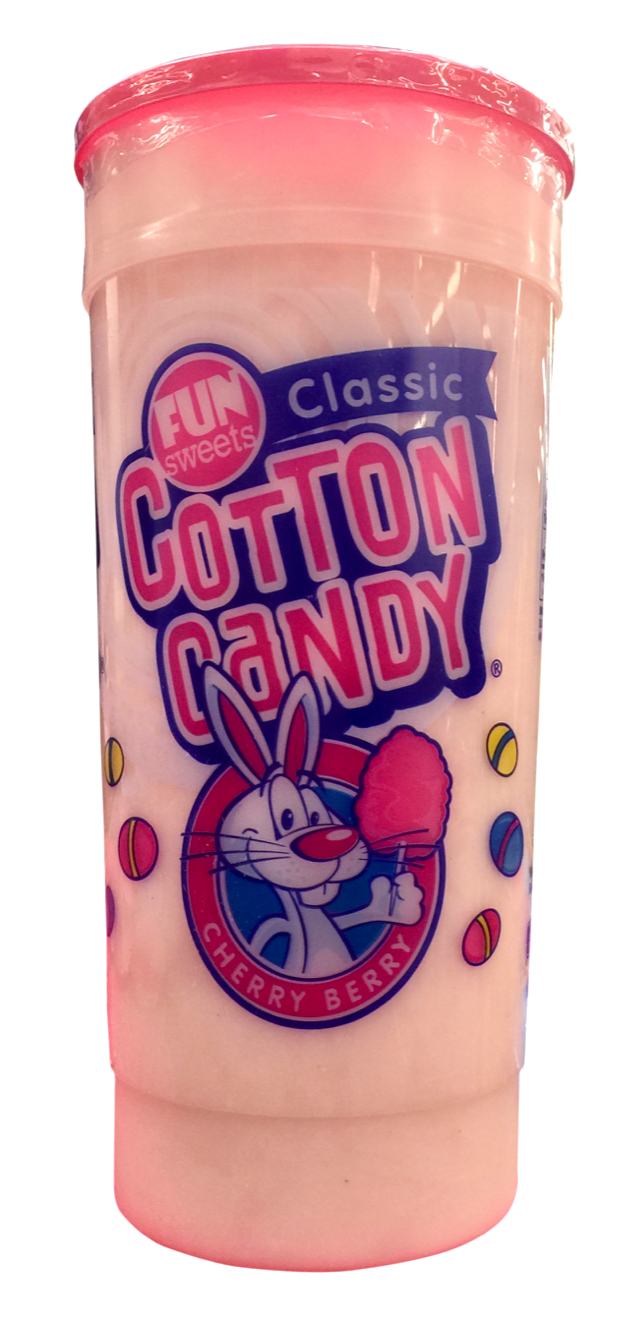 FUN
sweets
Classic
COTTON
CANDY
®
CHERRY BERRY